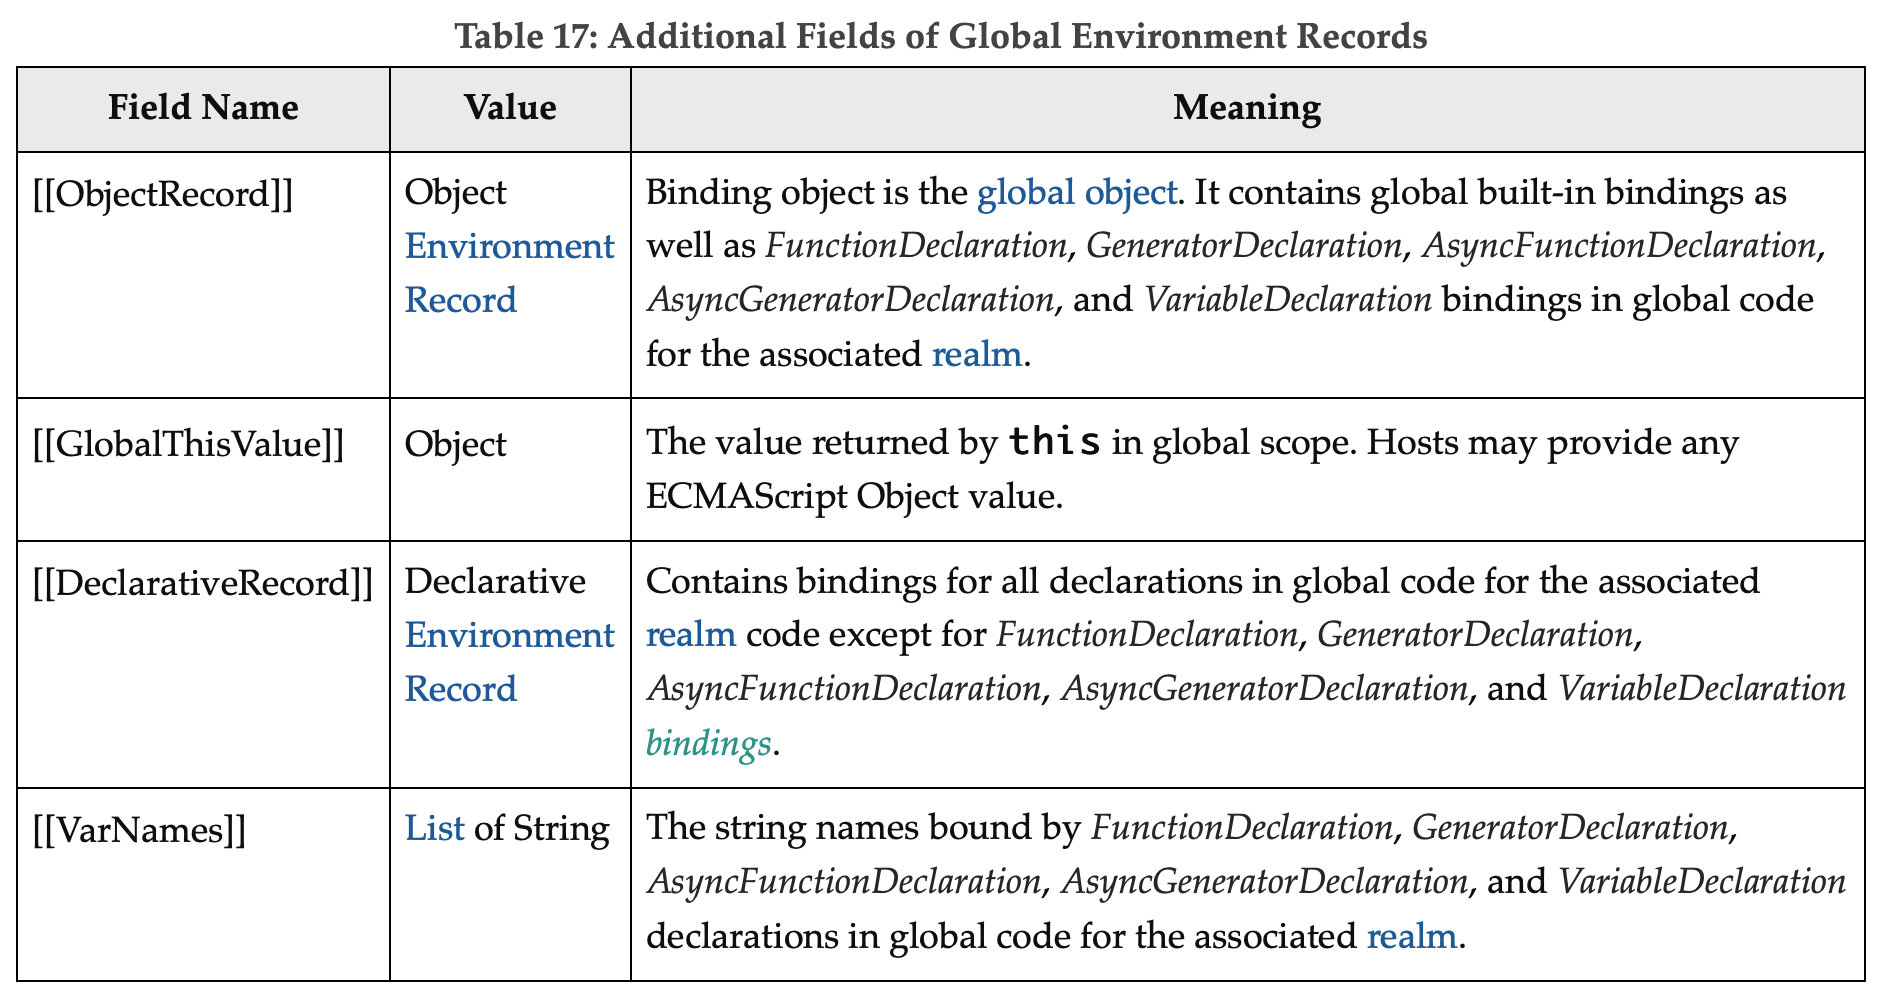 Table 17: Additional Fields of Global Environment Records
Field Name Value Meaning
[[ObjectRecord]]
Object
Environment
Record
Binding object is the global object. It contains global built-in bindings as
well as FunctionDeclaration, GeneratorDeclaration, AsyncFunctionDeclaration,
AsyncGeneratorDeclaration, and VariableDeclaration bindings in global code
for the associated realm.
[[GlobalThisValue]]
Object
The value returned by this in global scope. Hosts may provide any
ECMAScript Object value.
[[DeclarativeRecord]]
Declarative
Environment
Record
Contains bindings for all declarations in global code for the associated
realm code except for FunctionDeclaration, GeneratorDeclaration,
AsyncFunctionDeclaration, AsyncGeneratorDeclaration, and VariableDeclaration
bindings.
[[VarNames]]
List of String
The string names bound by FunctionDeclaration, GeneratorDeclaration,
AsyncFunctionDeclaration, AsyncGeneratorDeclaration, and VariableDeclaration
declarations in global code for the associated realm.